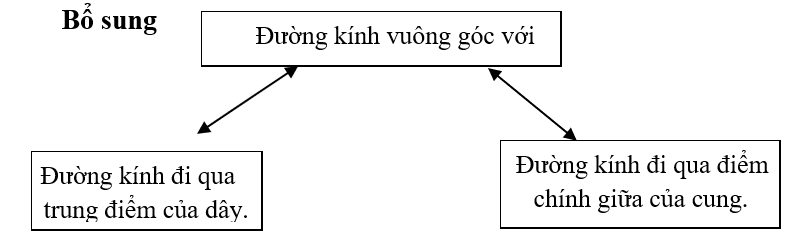 Bổ sung
Đường kính vuông góc với
Đường kính đi qua
trung điểm của dây.
Đường kính đi qua điểm
chính giữa của cung.